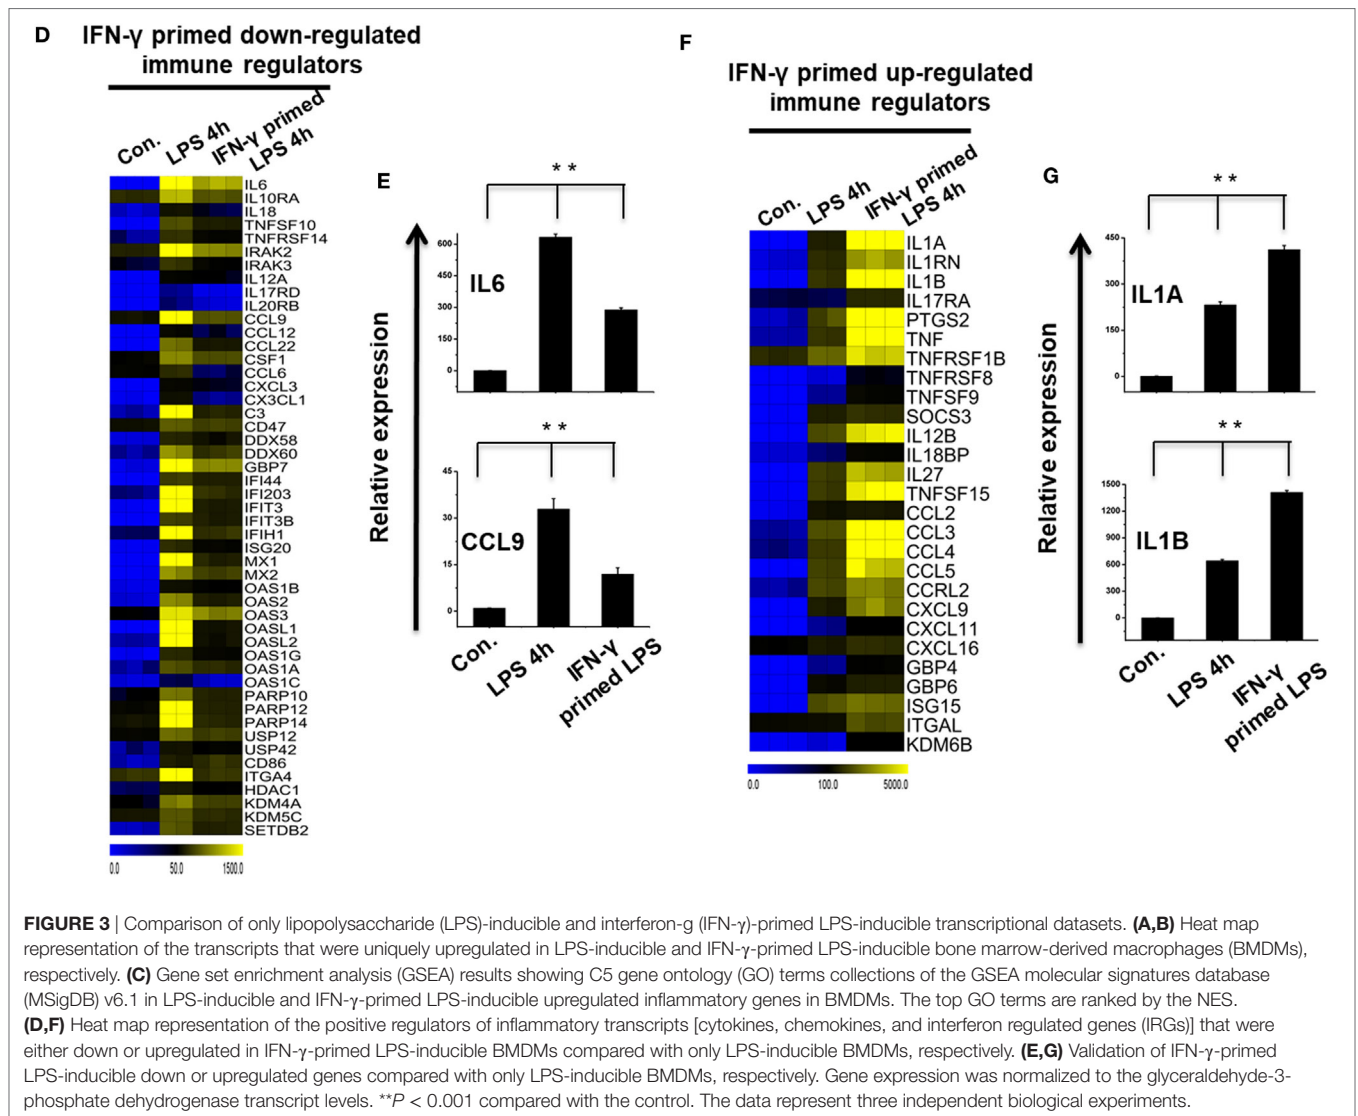 D
IFN-γ primed down-regulated
immune regulators
Con.
LPS 4h
IFN-γ primed
LPS 4h
IL6
IL10RA
IL18
TNFSF10
TNFRSF14
IRAK2
IRAK3
IL12A
IL17RD
IL20RB
CCL9
CCL12
CCL22
CSF1
CCL6
CXCL3
CX3CL1
C3
CD47
DDX58
DDX60
GBP7
IFI44
IFI203
IFIT3
IFIT3B
IFIH1
ISG20
MX1
MX2
OAS1B
OAS2
OAS3
OASL1
OASL2
OAS1G
OAS1A
OAS1C
PARP10
PARP12
PARP14
USP12
USP42
CD86
ITGA4
HDAC1
KDM4A
KDM5C
SETDB2
0.0 50.0 1500.0
E
Relative expression
**
600
450
300
150
0
IL6
**
45
30
15
0
CCL9
Con.
LPS 4h
IFN-γ
primed LPS
F
IFN-γ primed up-regulated
immune regulators
Con.
LPS 4h
IFN-γ primed
LPS 4h
IL1A
IL1RN
IL1B
IL17RA
PTGS2
TNF
TNFRSF1B
TNFRSF8
TNFSF9
SOCS3
IL12B
IL18BP
IL27
TNFSF15
CCL2
CCL3
CCL4
CCL5
CCRL2
CXCL9
CXCL11
CXCL16
GBP4
GBP6
ISG15
ITGAL
KDM6B
0.0 100.0 5000.0
G
Relative expression
**
450
300
150
0
IL1A
**
1500
1200
900
600
300
0
IL1B
Con.
LPS 4h
IFN-γ
primed LPS
FIGURE 3 | Comparison of only lipopolysaccharide (LPS)-inducible and interferon-g (IFN-γ)-primed LPS-inducible transcriptional datasets. (A,B) Heat map
representation of the transcripts that were uniquely upregulated in LPS-inducible and IFN-γ-primed LPS-inducible bone marrow-derived macrophages (BMDMs),
respectively. (C) Gene set enrichment analysis (GSEA) results showing C5 gene ontology (GO) terms collections of the GSEA molecular signatures database
(MSigDB) v6.1 in LPS-inducible and IFN-γ-primed LPS-inducible upregulated inflammatory genes in BMDMs. The top GO terms are ranked by the NES.
(D,F) Heat map representation of the positive regulators of inflammatory transcripts [cytokines, chemokines, and interferon regulated genes (IRGs)] that were
either down or upregulated in IFN-γ-primed LPS-inducible BMDMs compared with only LPS-inducible BMDMs, respectively. (E,G) Validation of IFN-γ-primed
LPS-inducible down or upregulated genes compared with only LPS-inducible BMDMs, respectively. Gene expression was normalized to the glyceraldehyde-3-
phosphate dehydrogenase transcript levels. **P < 0.001 compared with the control. The data represent three independent biological experiments.